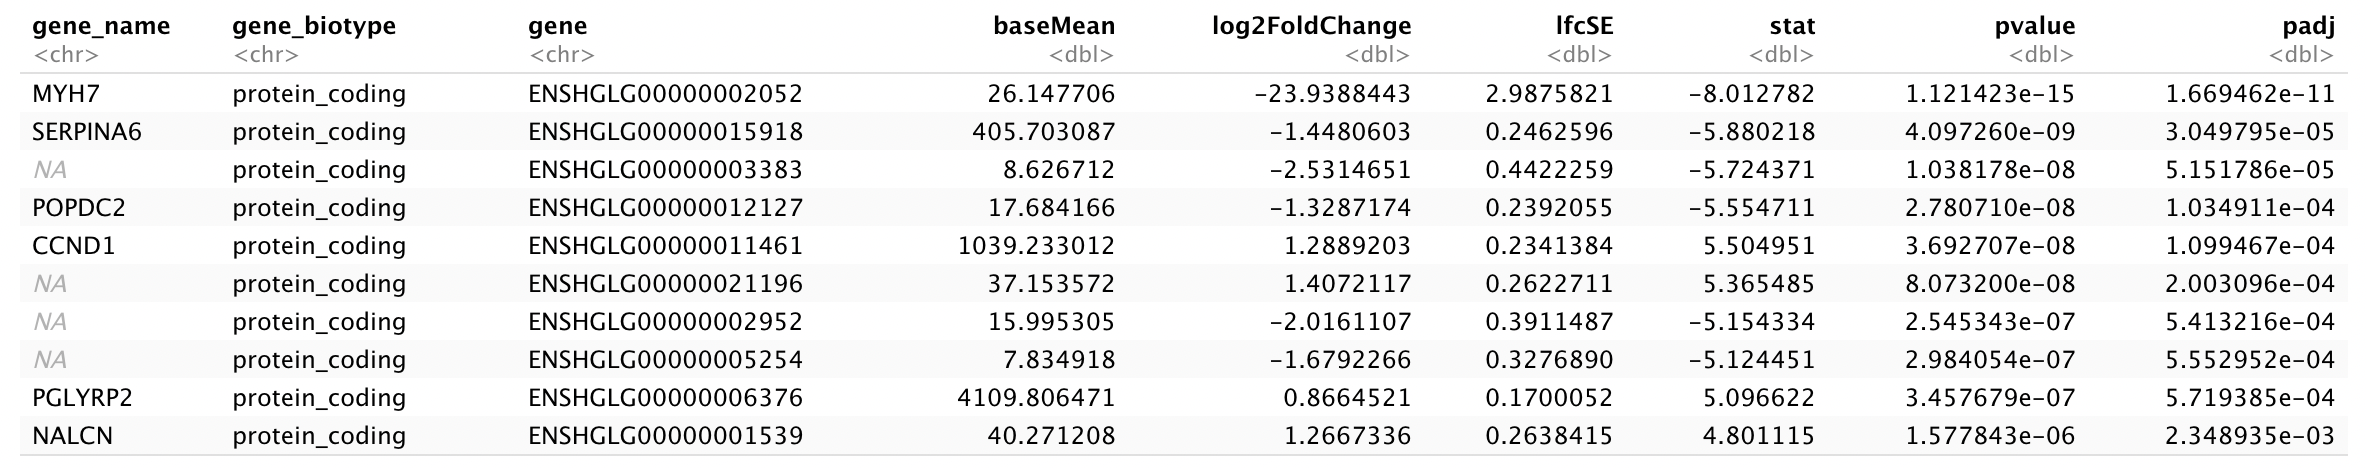 gene_name gene_biotype gene baseMean log2FoldChange lfcSE stat pvalue padj
<chr> <chr> <chr> <dbl> <dbl> <dbl> <dbl> <dbl> <dbl>
MYH7 protein_coding ENSHGLG00000002052 26.147706 −23.9388443 2.9875821 −8.012782 1.121423e−15 1.669462e−11
SERPINA6 protein_coding ENSHGLG00000015918 405.703087 −1.4480603 0.2462596 −5.880218 4.097260e−09 3.049795e−05
NA protein_coding ENSHGLG00000003383 8.626712 −2.5314651 0.4422259 −5.724371 1.038178e−08 5.151786e−05
POPDC2 protein_coding ENSHGLG00000012127 17.684166 −1.3287174 0.2392055 −5.554711 2.780710e−08 1.034911e−04
CCND1 protein_coding ENSHGLG00000011461 1039.233012 1.2889203 0.2341384 5.504951 3.692707e−08 1.099467e−04
NA protein_coding ENSHGLG00000021196 37.153572 1.4072117 0.2622711 5.365485 8.073200e−08 2.003096e−04
NA protein_coding ENSHGLG00000002952 15.995305 −2.0161107 0.3911487 −5.154334 2.545343e−07 5.413216e−04
NA protein_coding ENSHGLG00000005254 7.834918 −1.6792266 0.3276890 −5.124451 2.984054e−07 5.552952e−04
PGLYRP2 protein_coding ENSHGLG00000006376 4109.806471 0.8664521 0.1700052 5.096622 3.457679e−07 5.719385e−04
NALCN protein_coding ENSHGLG00000001539 40.271208 1.2667336 0.2638415 4.801115 1.577843e−06 2.348935e−03